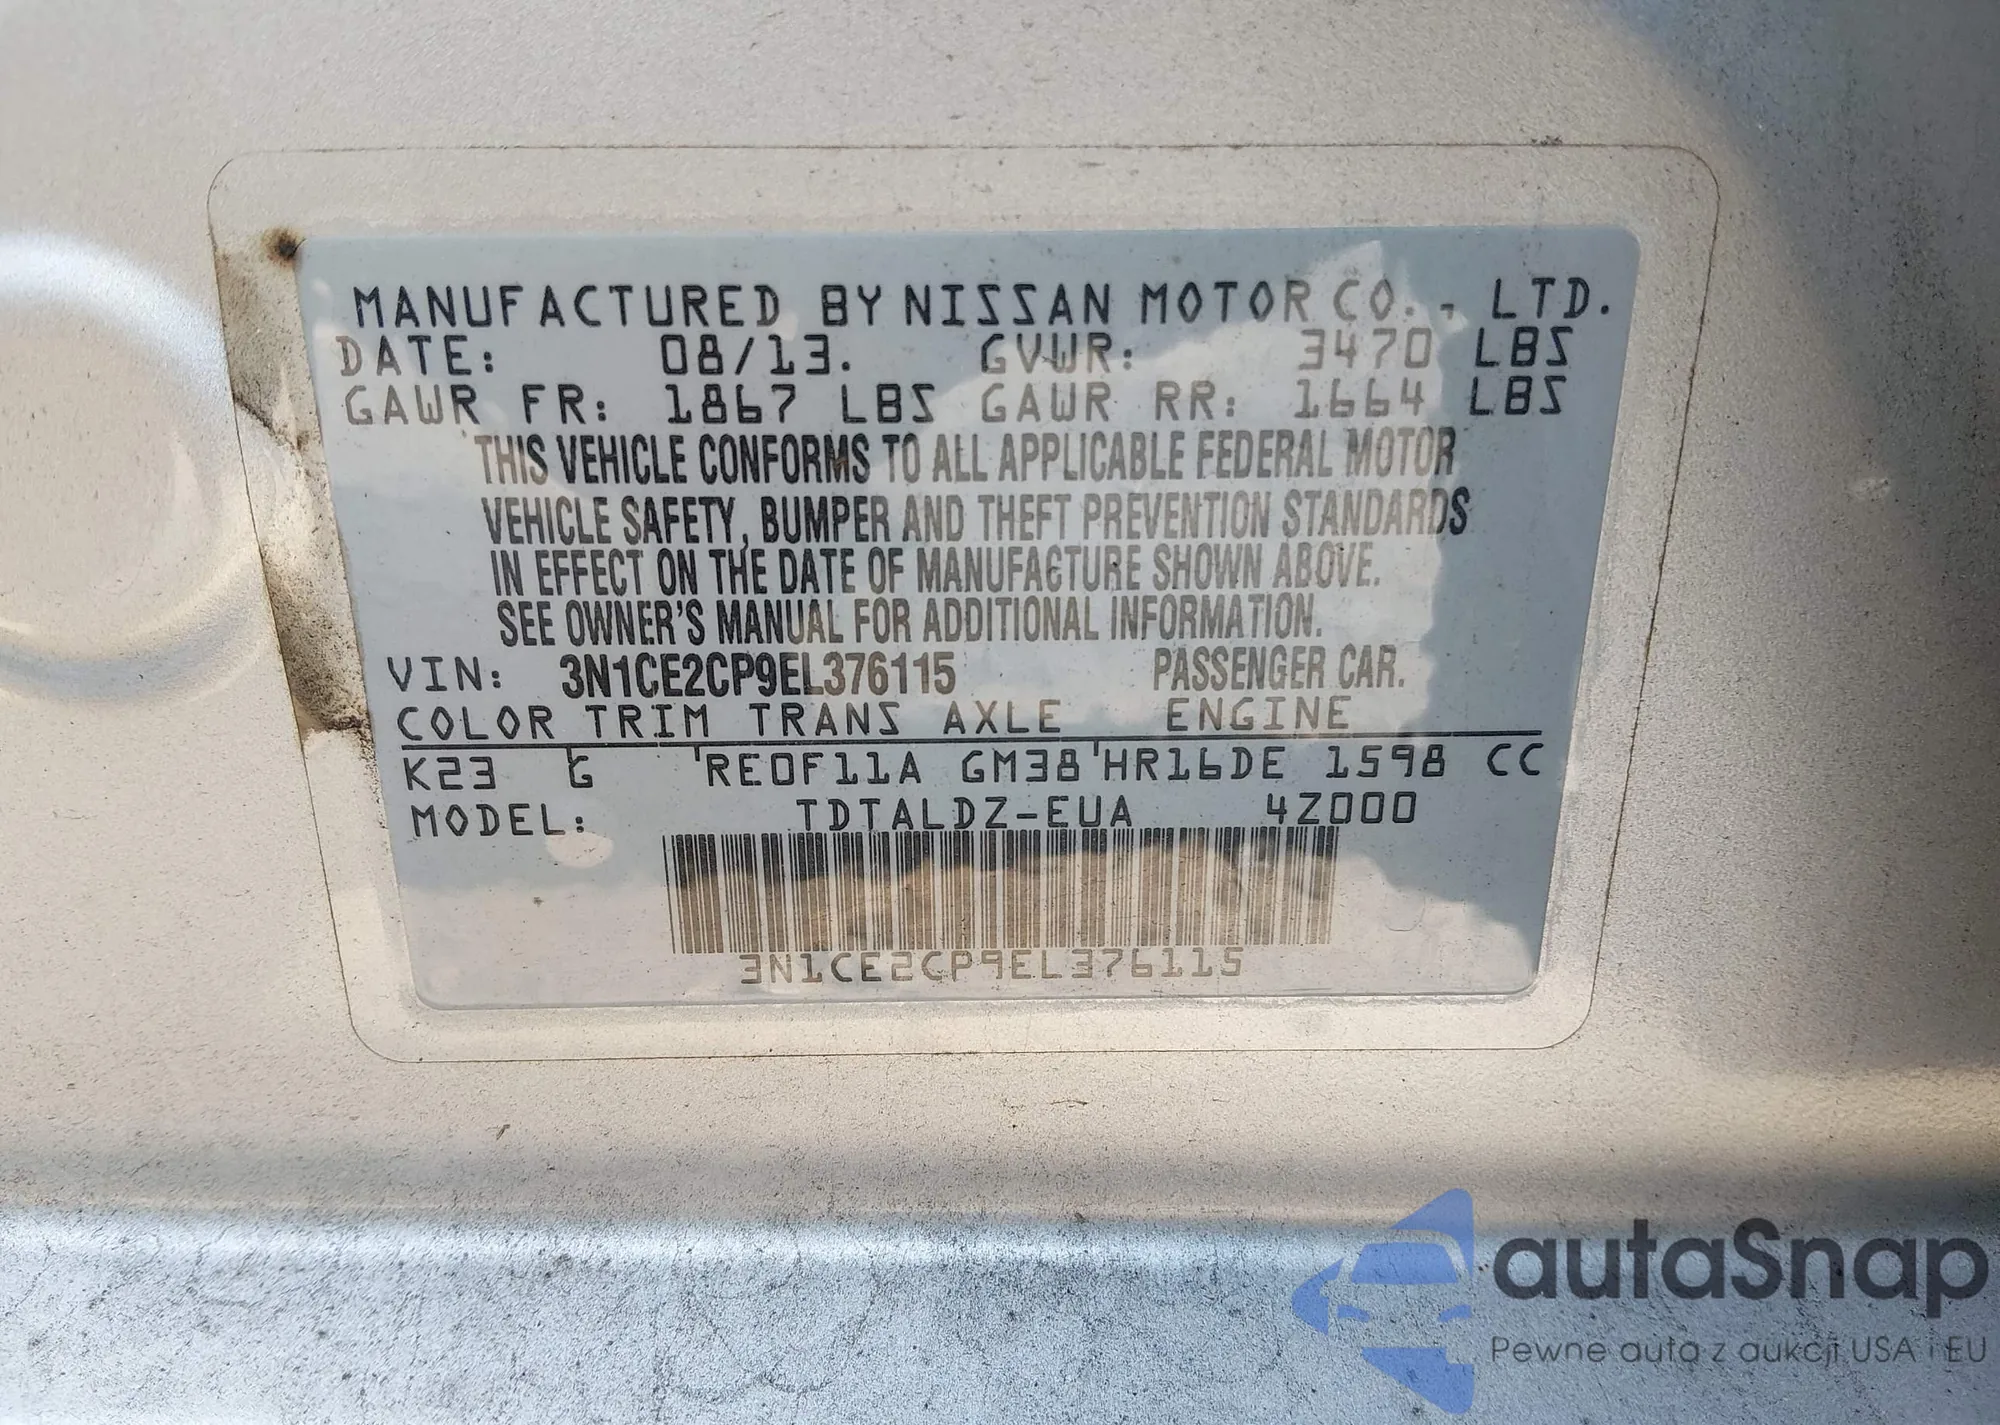 MANUFACTURED BY NISSAN MOTOR CO., LTD.
DATE: 08/13. GVWR: 3470 LBS
GAWR FR: 1867 LBS GAWR RR: 1664 LBS
THIS VEHICLE CONFORMS TO ALL APPLICABLE FEDERAL MOTOR
VEHICLE SAFETY, BUMPER AND THEFT PREVENTION STANDARDS
IN EFFECT ON THE DATE OF MANUFACTURE SHOWN ABOVE.
SEE OWNER'S MANUAL FOR ADDITIONAL INFORMATION.
VIN: 3N1CE2CP9EL376115 PASSENGER CAR.
COLOR TRIM TRANS AXLE ENGINE
K23 G RE0F11A GM38 HR16DE 1598 CC
MODEL: TDTALDZ-EUA 4Z000
3N1CE2CP9EL376115
autaSnap
Pewne auta z aukcji USA i EU